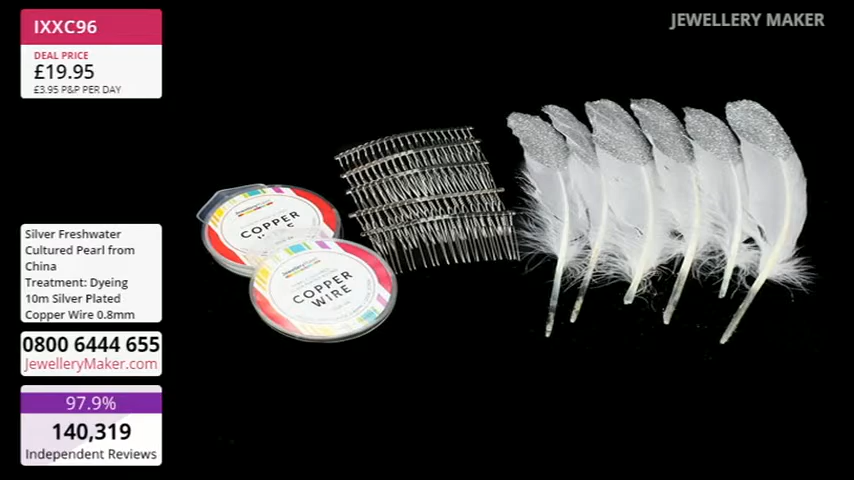 IXXC96
DEAL PRICE
£19.95
£3.95 P&P PER DAY
JEWELLERY MAKER
Silver Freshwater
Cultured Pearl from
China
Treatment: Dyeing
10m Silver Plated
Copper Wire 0.8mm
0800 6444 655
JewelleryMaker.com
97.9%
140,319
Independent Reviews
COPPER
COPPER
WIRE